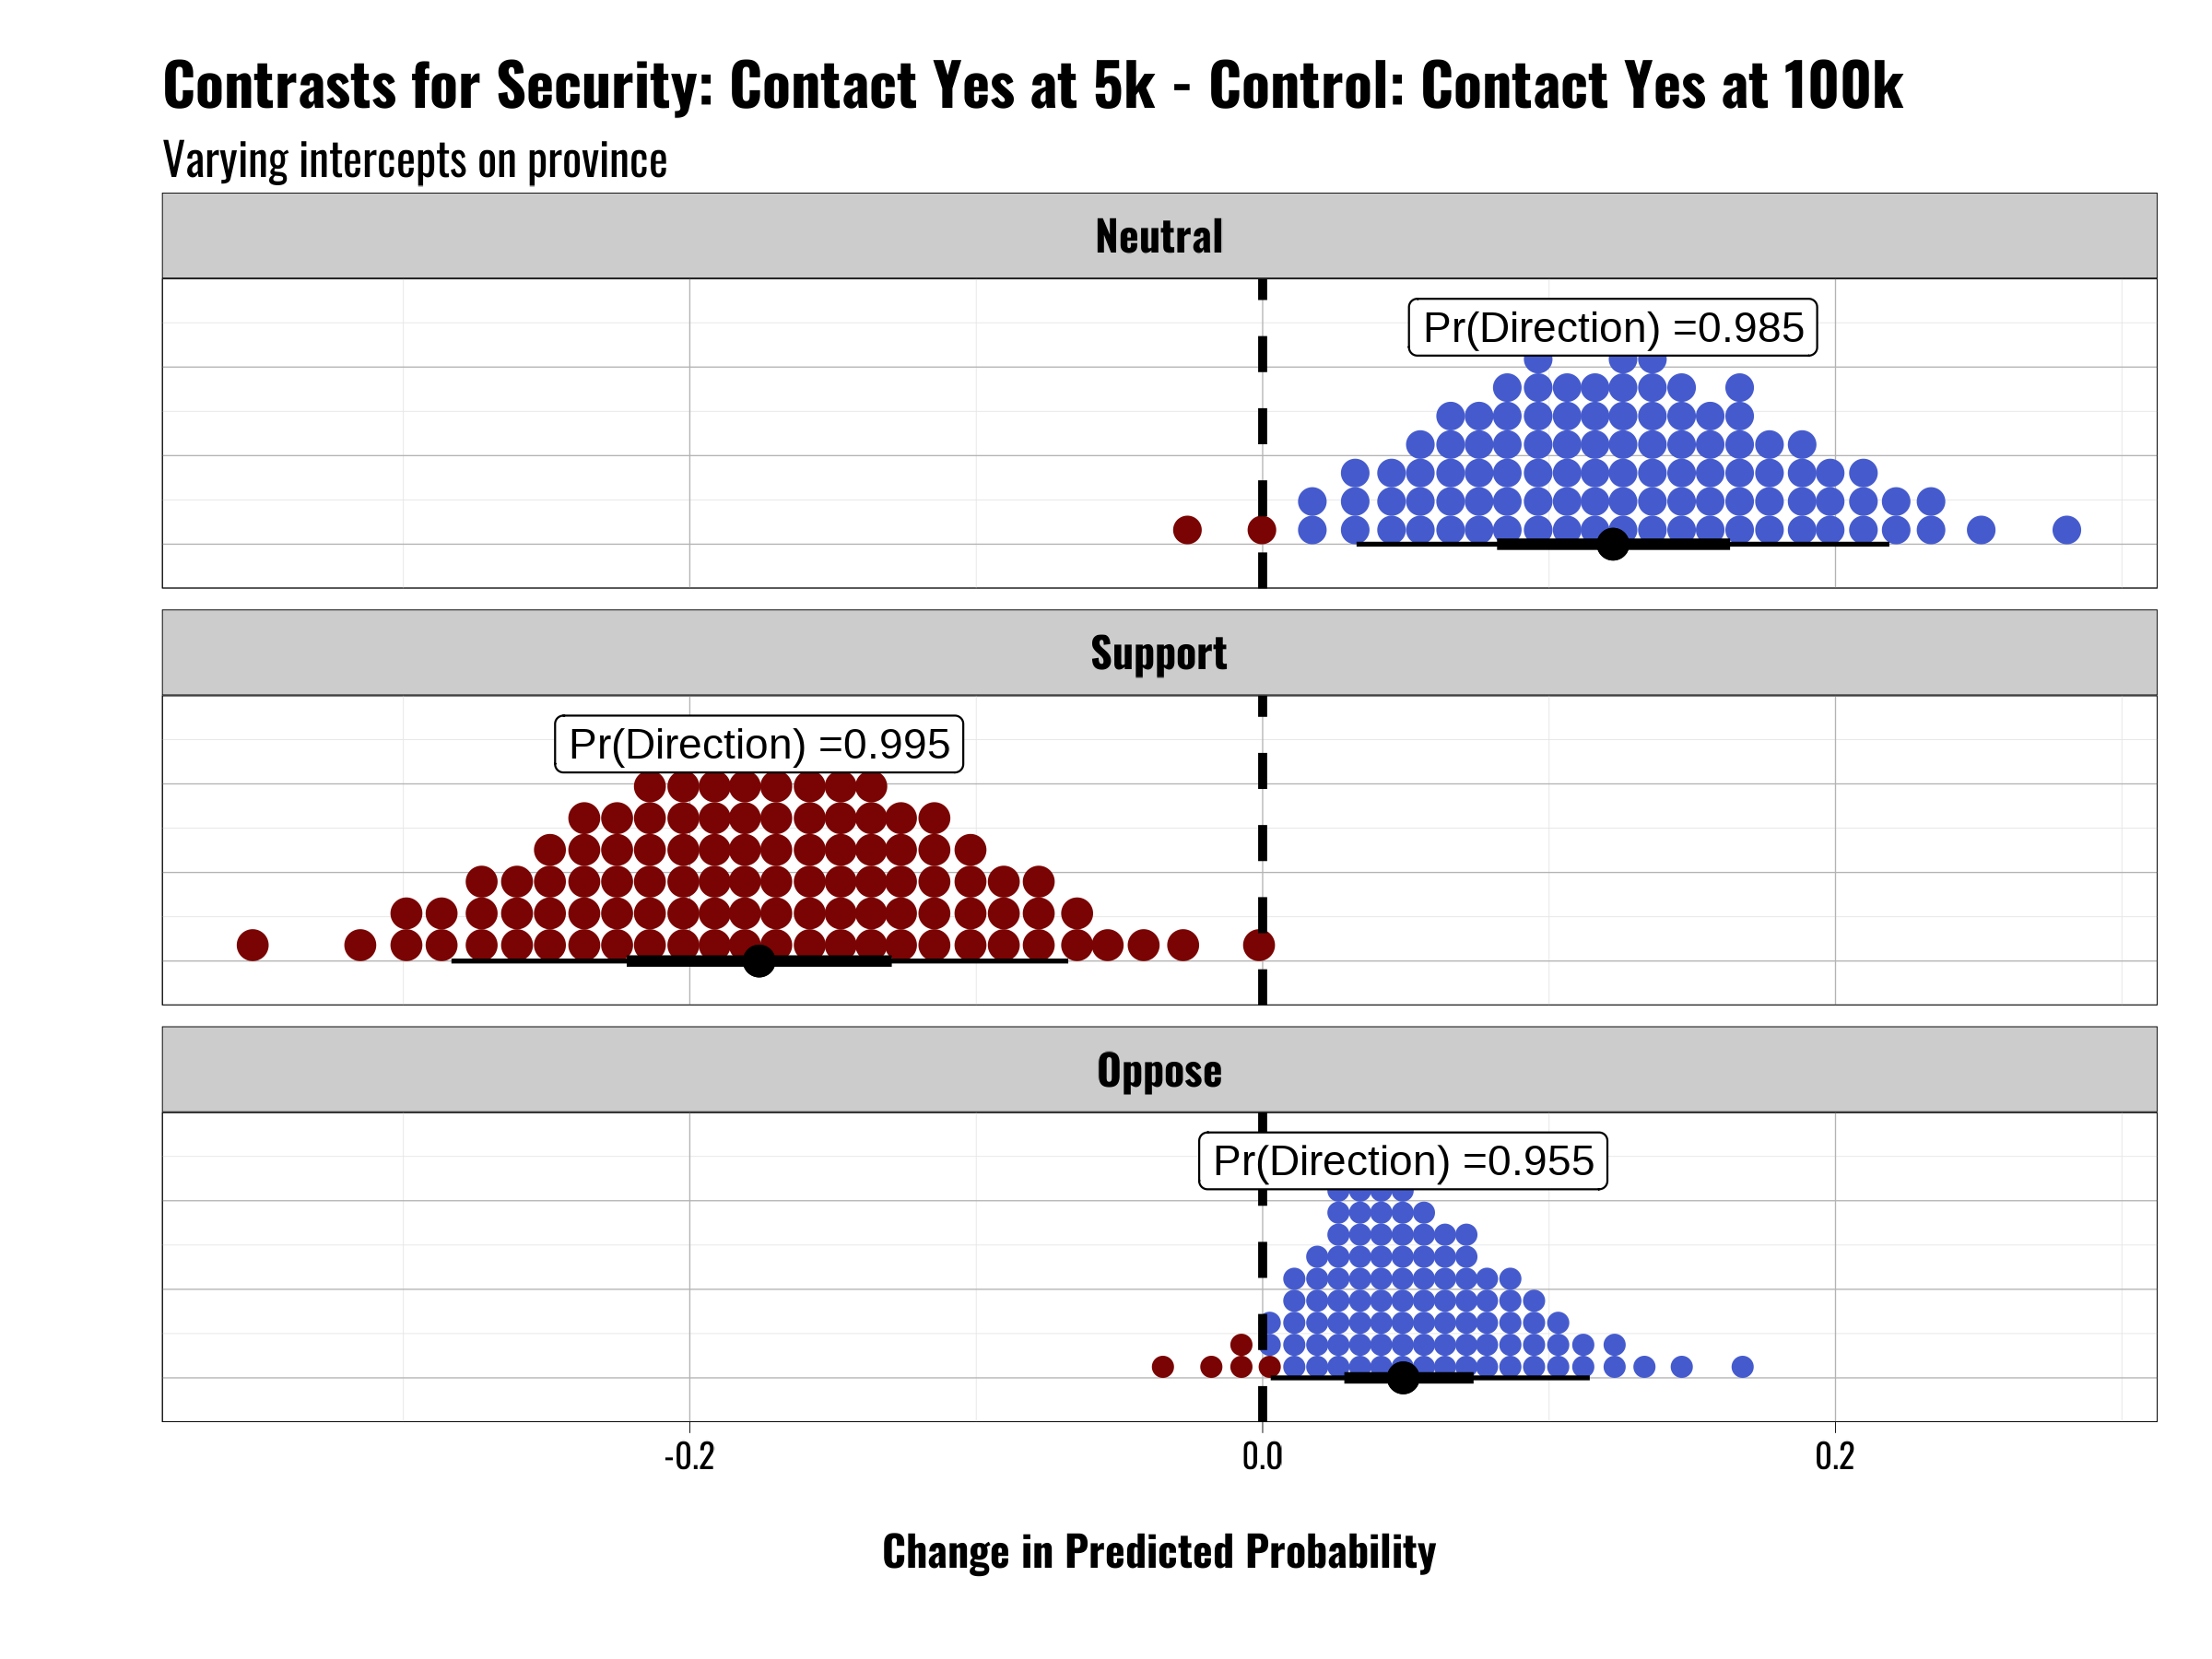 Contrasts for Security: Contact Yes at 5k - Control: Contact Yes at 100k
Varying intercepts on province
Neutral
Pr(Direction) =0.985
Support
Pr(Direction) =0.995
Oppose
Pr(Direction) =0.955
-0.2 0.0 0.2
Change in Predicted Probability